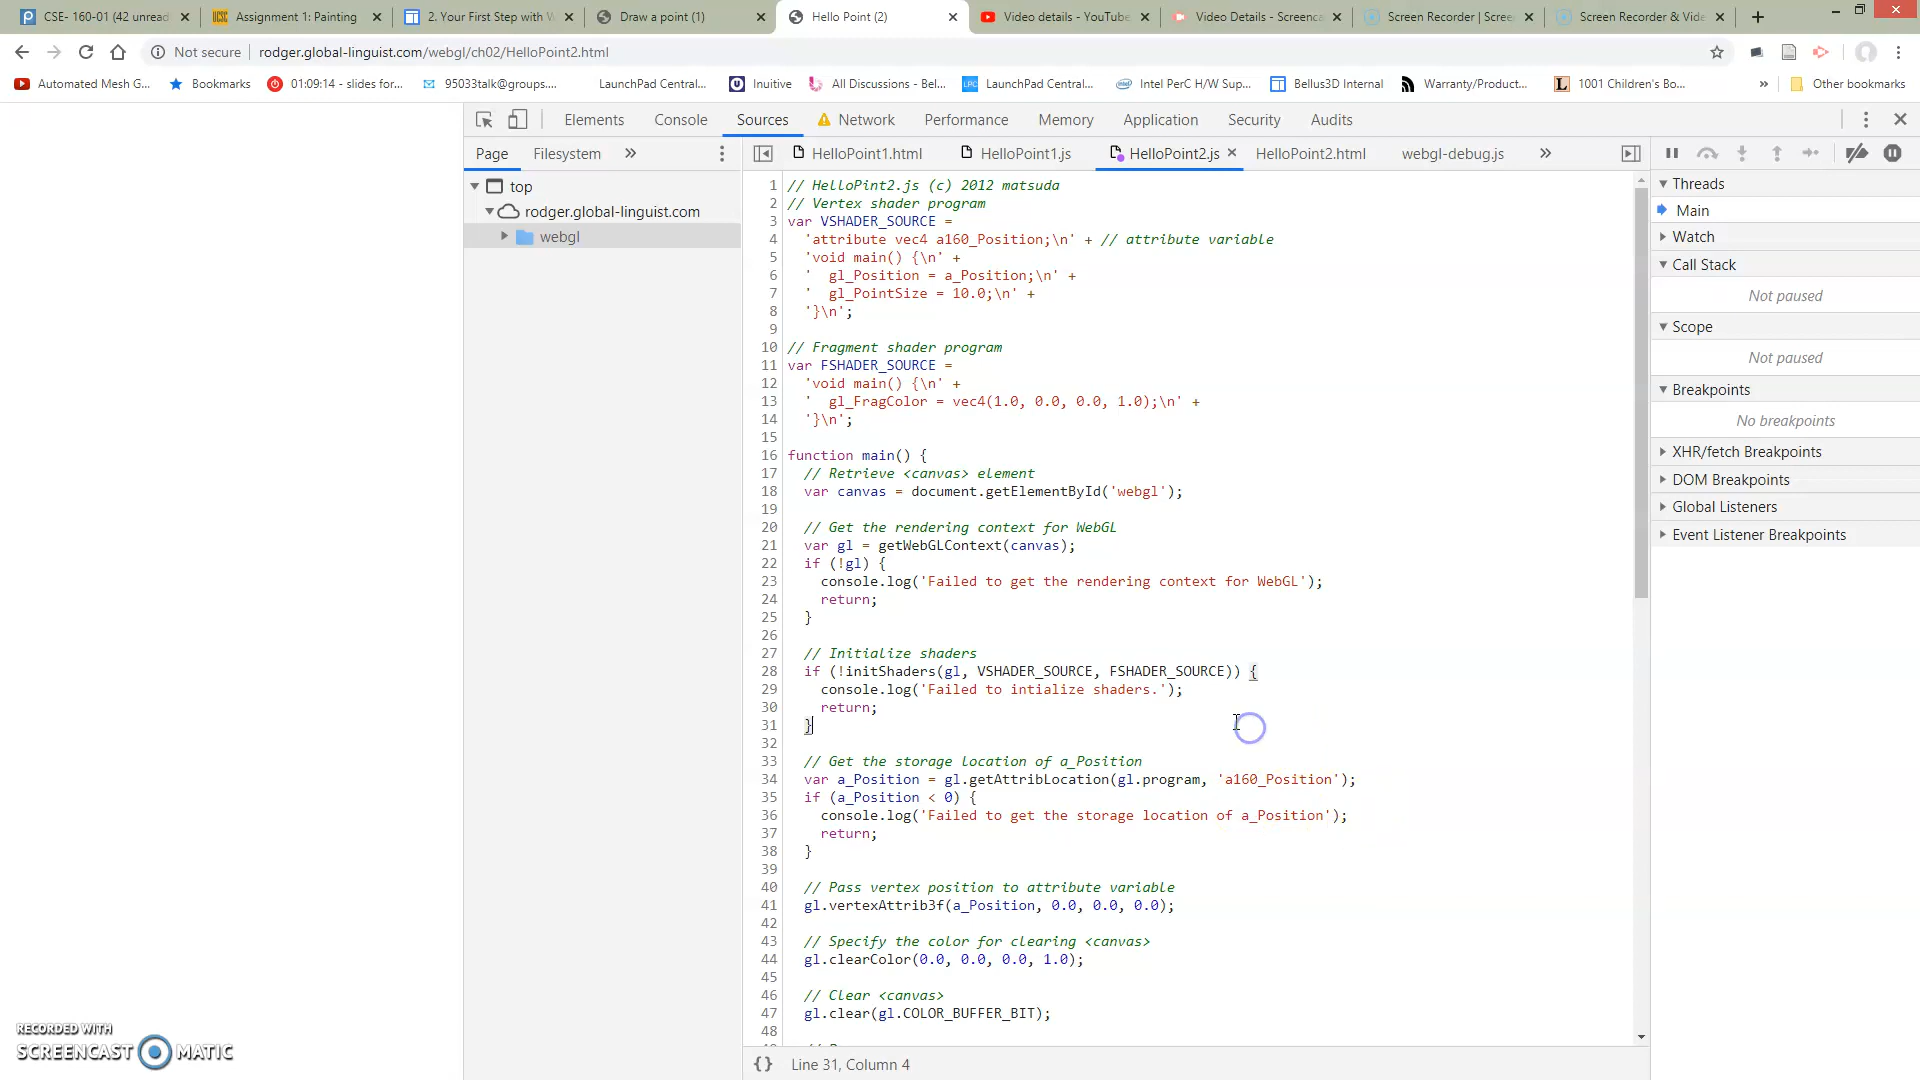 CSE- 160-01 (42 unread
Assignment 1: Painting
2. Your First Step with W
Draw a point (1)
Hello Point (2)
Video details - YouTube
Video Details - Screenca
Screen Recorder | Scree
Screen Recorder & Vide
Not secure
rodger.global-linguist.com/webgl/ch02/HelloPoint2.html
Automated Mesh G...
Bookmarks
01:09:14 - slides for...
95033talk@groups....
LaunchPad Central...
Inuitive
All Discussions - Bel...
LaunchPad Central...
Intel PerC H/W Sup...
Bellus3D Internal
Warranty/Product...
1001 Children's Bo...
Other bookmarks
Elements
Console
Sources
Network
Performance
Memory
Application
Security
Audits
Page
Filesystem
HelloPoint1.html
HelloPoint1.js
HelloPoint2.js
HelloPoint2.html
webgl-debug.js
top
rodger.global-linguist.com
webgl
1 // HelloPint2.js (c) 2012 matsuda
2 // Vertex shader program
3 var VSHADER_SOURCE =
4 'attribute vec4 a160_Position;\n' + // attribute variable
5 'void main() {\n' +
6 '  gl_Position = a_Position;\n' +
7 '  gl_PointSize = 10.0;\n' +
8 '}\n';
9
10 // Fragment shader program
11 var FSHADER_SOURCE =
12 'void main() {\n' +
13 '  gl_FragColor = vec4(1.0, 0.0, 0.0, 1.0);\n' +
14 '}\n';
15
16 function main() {
17 // Retrieve <canvas> element
18 var canvas = document.getElementById('webgl');
19
20 // Get the rendering context for WebGL
21 var gl = getWebGLContext(canvas);
22 if (!gl) {
23 console.log('Failed to get the rendering context for WebGL');
24 return;
25 }
26
27 // Initialize shaders
28 if (!initShaders(gl, VSHADER_SOURCE, FSHADER_SOURCE)) {
29 console.log('Failed to intialize shaders.');
30 return;
31 }
32
33 // Get the storage location of a_Position
34 var a_Position = gl.getAttribLocation(gl.program, 'a160_Position');
35 if (a_Position < 0) {
36 console.log('Failed to get the storage location of a_Position');
37 return;
38 }
39
40 // Pass vertex position to attribute variable
41 gl.vertexAttrib3f(a_Position, 0.0, 0.0, 0.0);
42
43 // Specify the color for clearing <canvas>
44 gl.clearColor(0.0, 0.0, 0.0, 1.0);
45
46 // Clear <canvas>
47 gl.clear(gl.COLOR_BUFFER_BIT);
48
{} Line 31, Column 4
Threads
Main
Watch
Call Stack
Not paused
Scope
Not paused
Breakpoints
No breakpoints
XHR/fetch Breakpoints
DOM Breakpoints
Global Listeners
Event Listener Breakpoints
RECORDED WITH
SCREENCAST MATIC